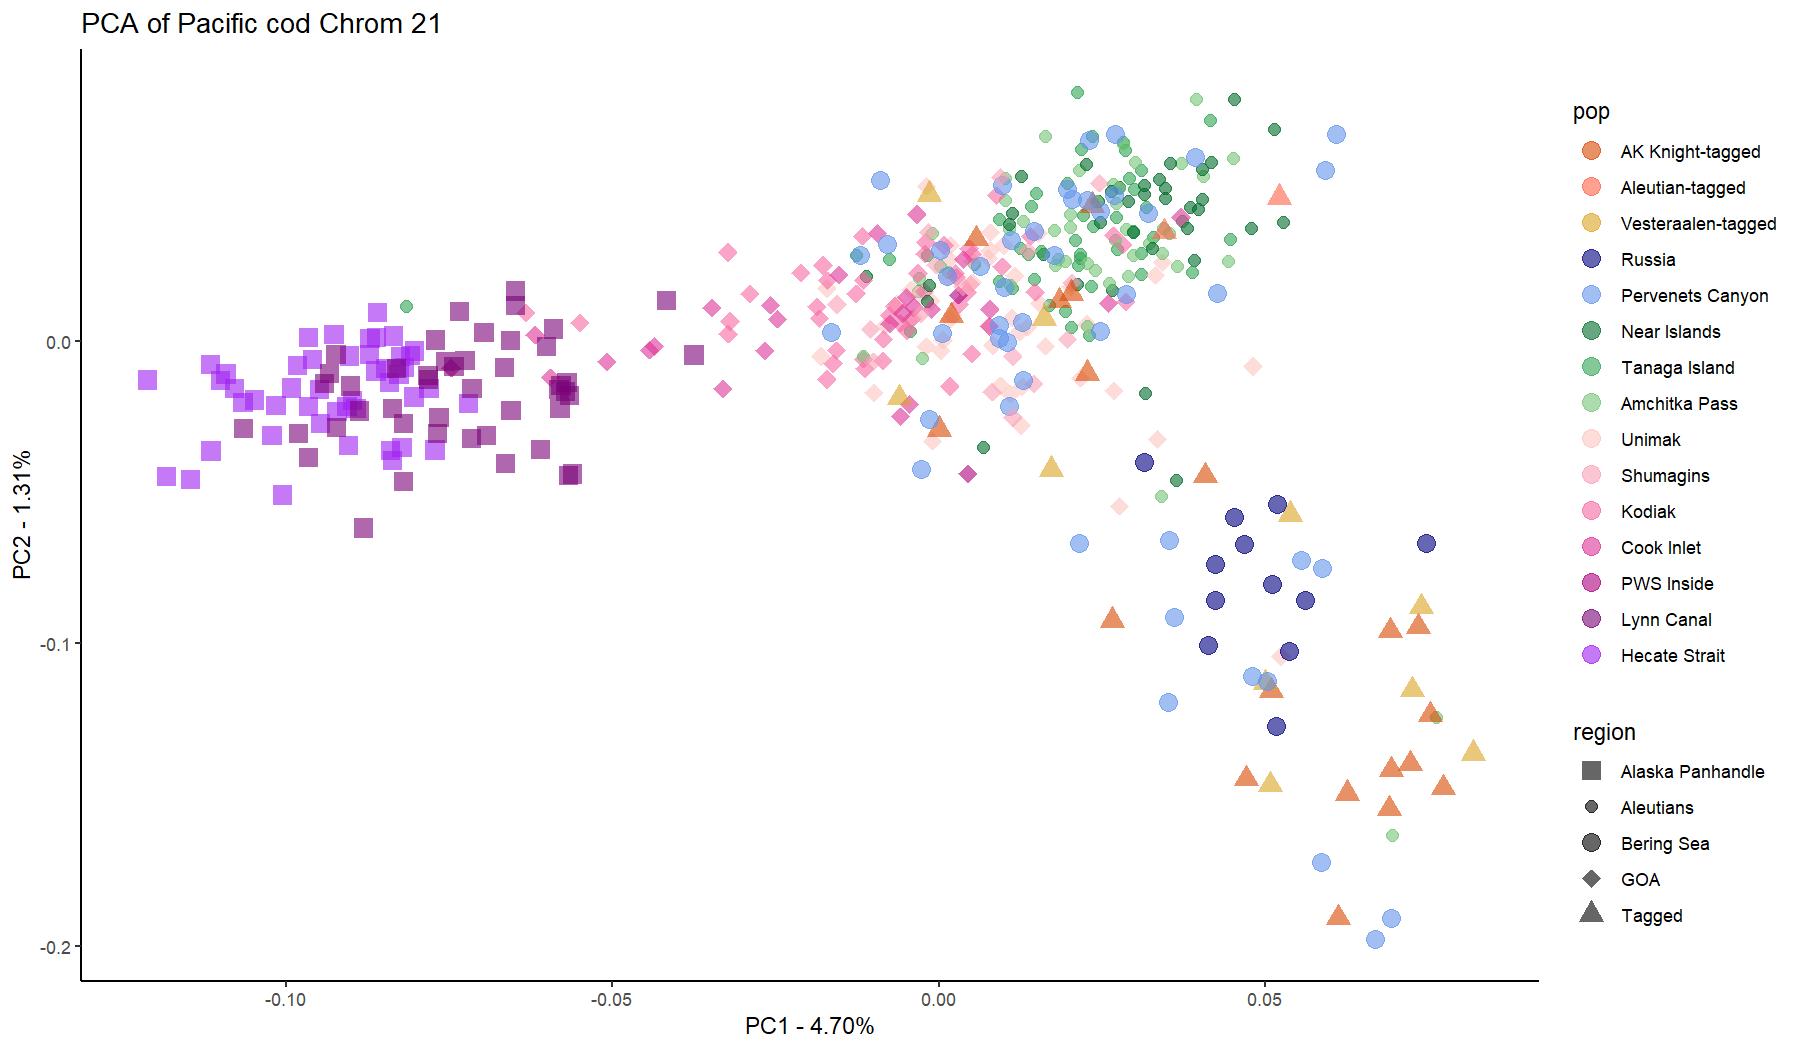 PCA of Pacific cod Chrom 21
PC2 - 1.31%
0.0
-0.1
-0.2
-0.10
-0.05
0.00
0.05
PC1 - 4.70%
pop
AK Knight-tagged
Aleutian-tagged
Vesteraalen-tagged
Russia
Pervenets Canyon
Near Islands
Tanaga Island
Amchitka Pass
Unimak
Shumagins
Kodiak
Cook Inlet
PWS Inside
Lynn Canal
Hecate Strait
region
Alaska Panhandle
Aleutians
Bering Sea
GOA
Tagged